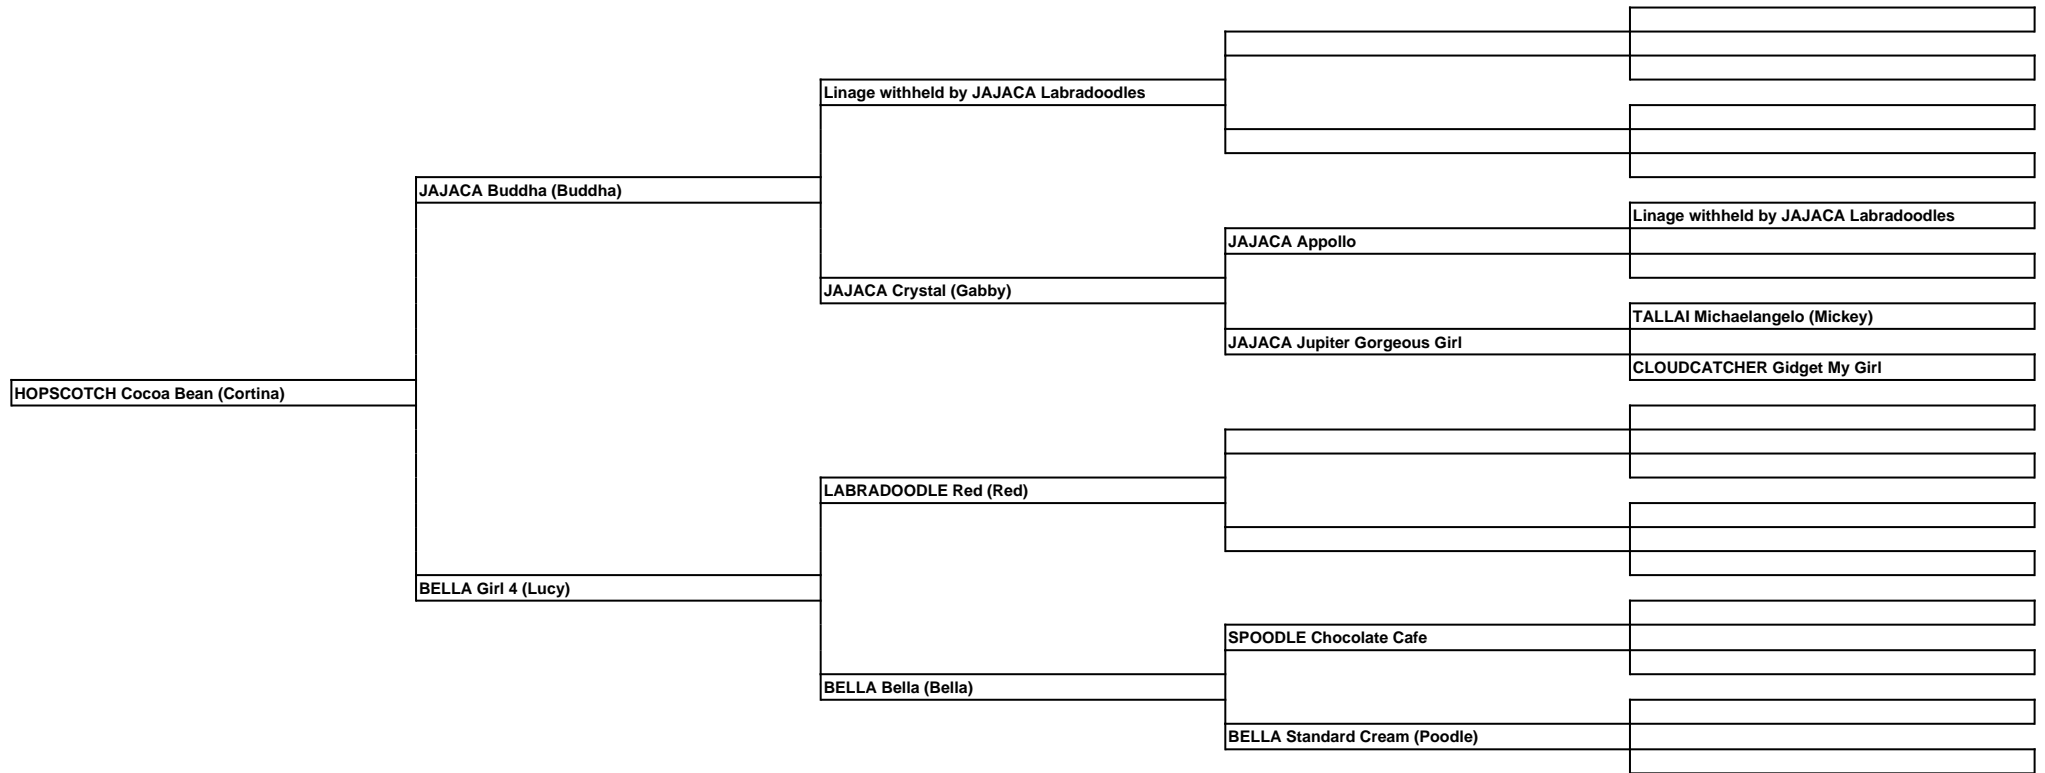 Linage withheld by JAJACA Labradoodles
JAJACA Buddha (Buddha)
Linage withheld by JAJACA Labradoodles
JAJACA Appollo
JAJACA Crystal (Gabby)
TALLAI Michaelangelo (Mickey)
JAJACA Jupiter Gorgeous Girl
CLOUDCATCHER Gidget My Girl
HOPSCOTCH Cocoa Bean (Cortina)
LABRADOODLE Red (Red)
BELLA Girl 4 (Lucy)
SPOODLE Chocolate Cafe
BELLA Bella (Bella)
BELLA Standard Cream (Poodle)